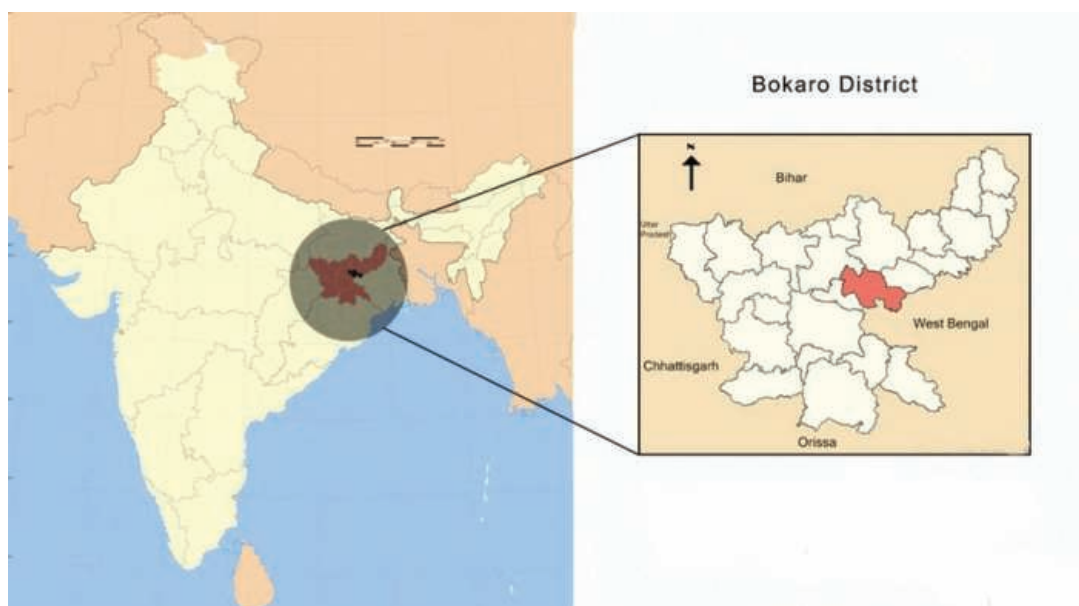 Bokaro District
N
Bihar
Uttar
Pradesh
West Bengal
Chhattisgarh
Orissa